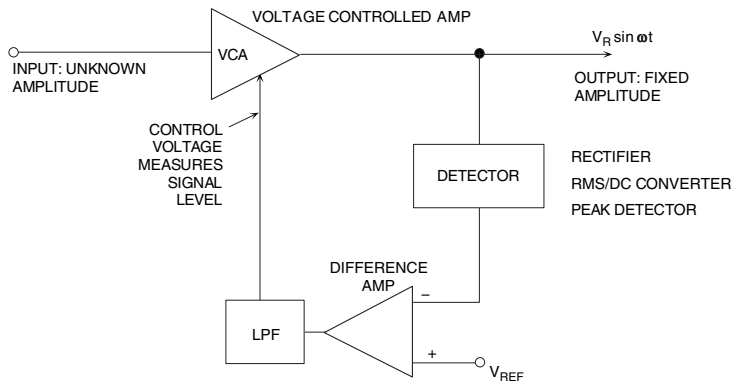 VOLTAGE CONTROLLED AMP
VCA
V_R sin ωt
INPUT: UNKNOWN
AMPLITUDE
OUTPUT: FIXED
AMPLITUDE
CONTROL
VOLTAGE
MEASURES
SIGNAL
LEVEL
DETECTOR
RECTIFIER
RMS/DC CONVERTER
PEAK DETECTOR
DIFFERENCE
AMP
–
LPF
+
V_REF